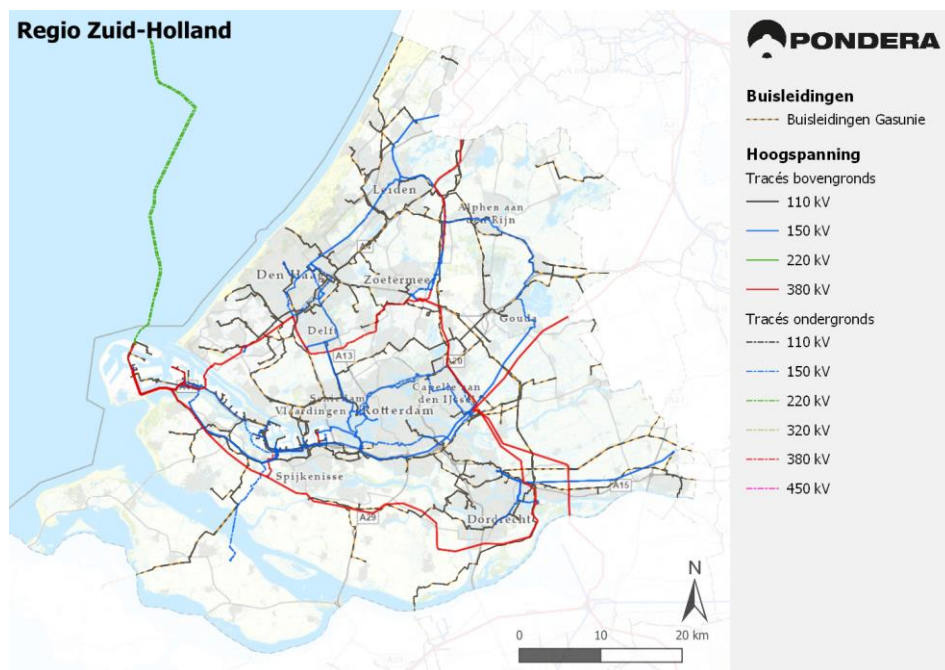 Regio Zuid-Holland
PONDERA
Buisleidingen
Buisleidingen Gasunie
Hoogspanning
Tracés bovengronds
110 kV
150 kV
220 kV
380 kV
Tracés ondergronds
110 kV
150 kV
220 kV
320 kV
380 kV
450 kV
Leiden
Alphen aan
den Rijn
Den Haag
Zoetermeer
Gouda
Delft
A13
A20
Capelle aan
den IJssel
Schiedam
Vlaardingen
Rotterdam
Spijkenisse
A15
A29
Dordrecht
N
0
10
20 km